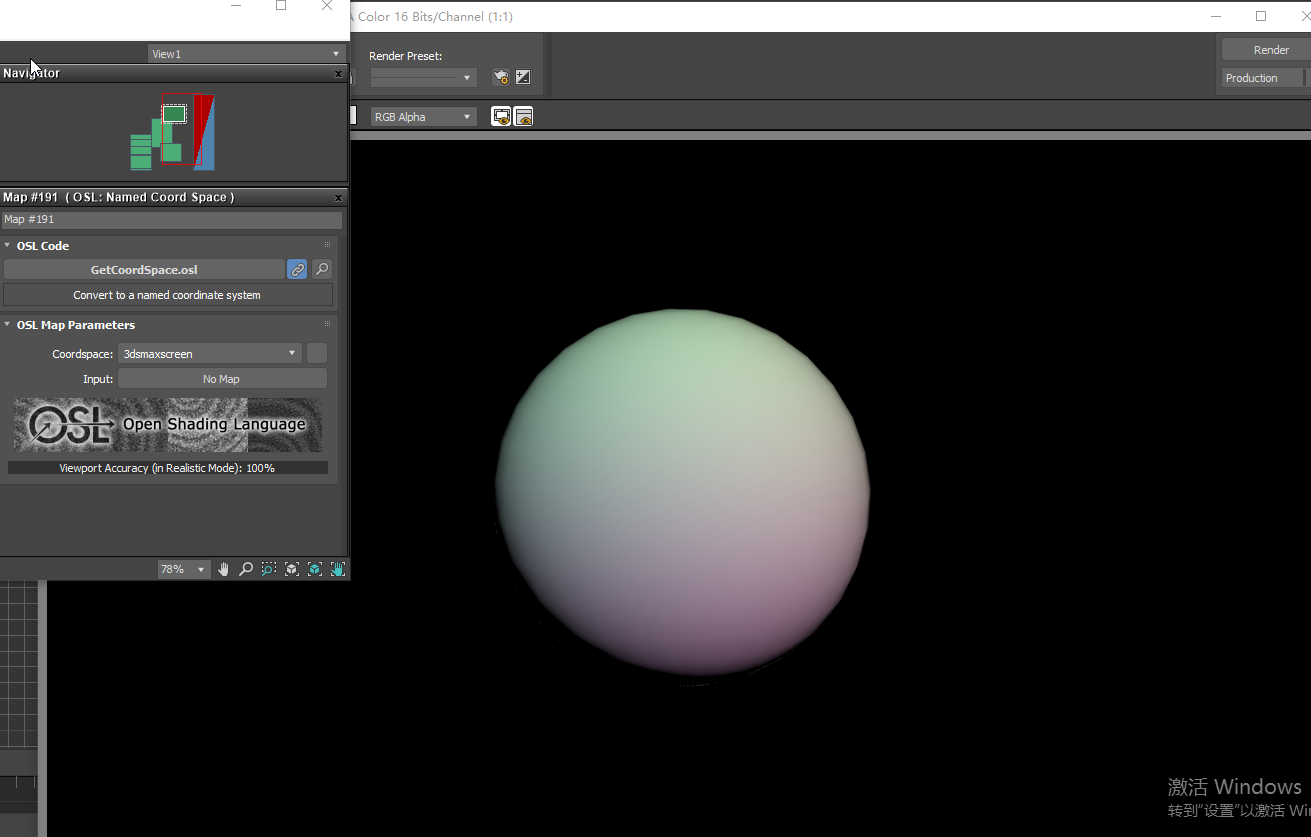 Color 16 Bits/Channel (1:1)
View1
Render Preset:
Render
Navigator
Production
RGB Alpha
Map #191 ( OSL: Named Coord Space )
Map #191
OSL Code
GetCoordSpace.osl
Convert to a named coordinate system
OSL Map Parameters
Coordspace: 3dsmaxscreen
Input: No Map
OSL Open Shading Language
Viewport Accuracy (in Realistic Mode): 100%
78%
激活 Windows
转到"设置"以激活 Wi